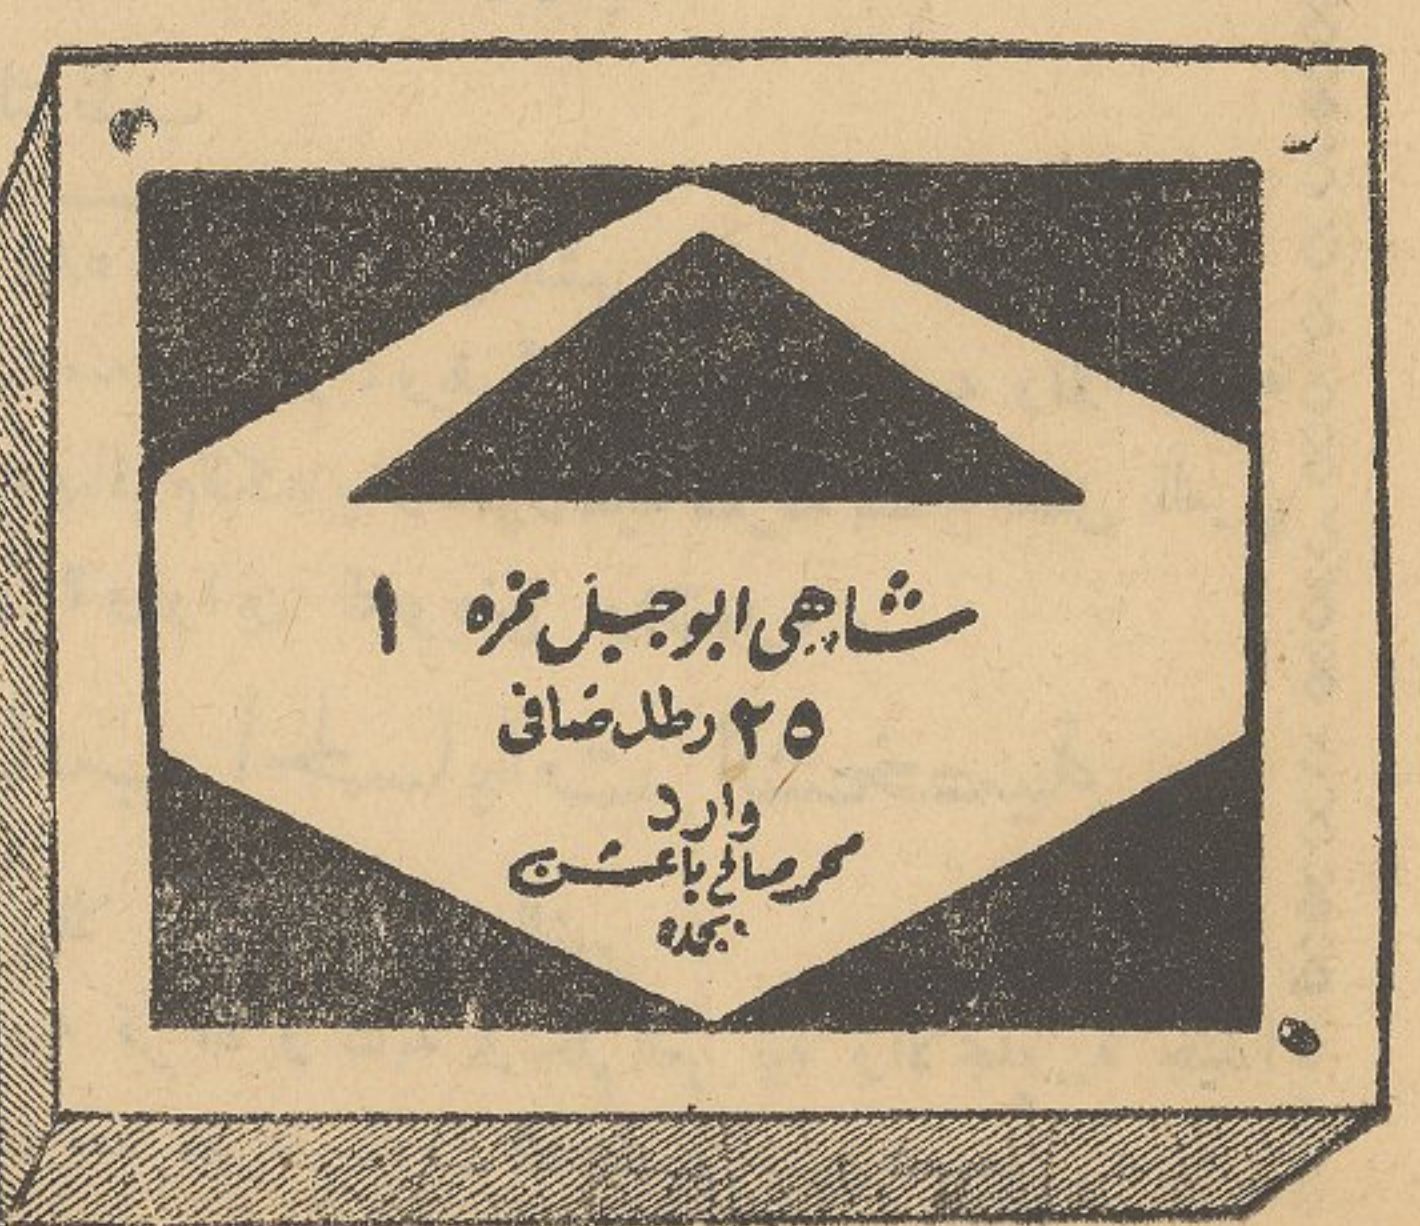 شاهي ابو جبل نمره ١
٢٥ رطل صافي
وارد
محمد صالح باعشن
بجده